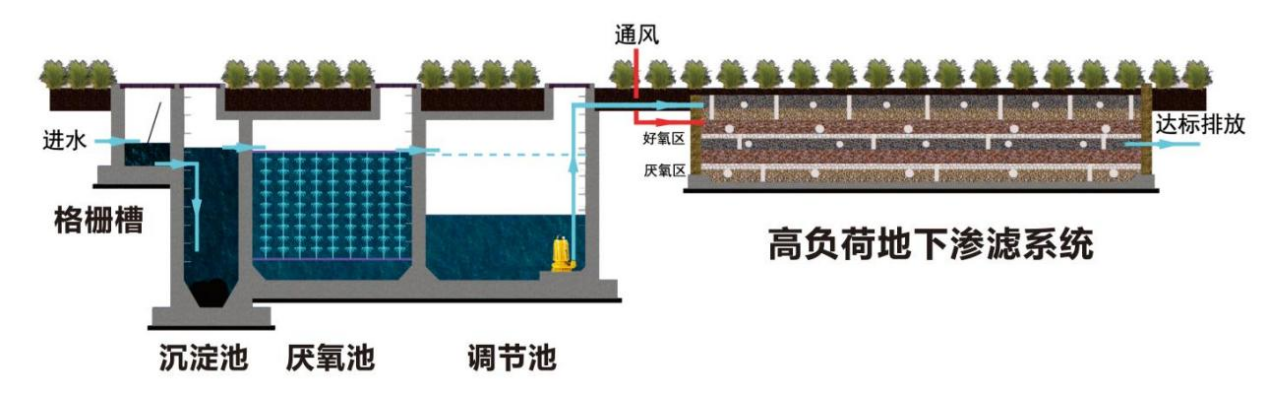 通风
进水
好氧区
达标排放
厌氧区
格栅槽
高负荷地下渗滤系统
沉淀池
厌氧池
调节池